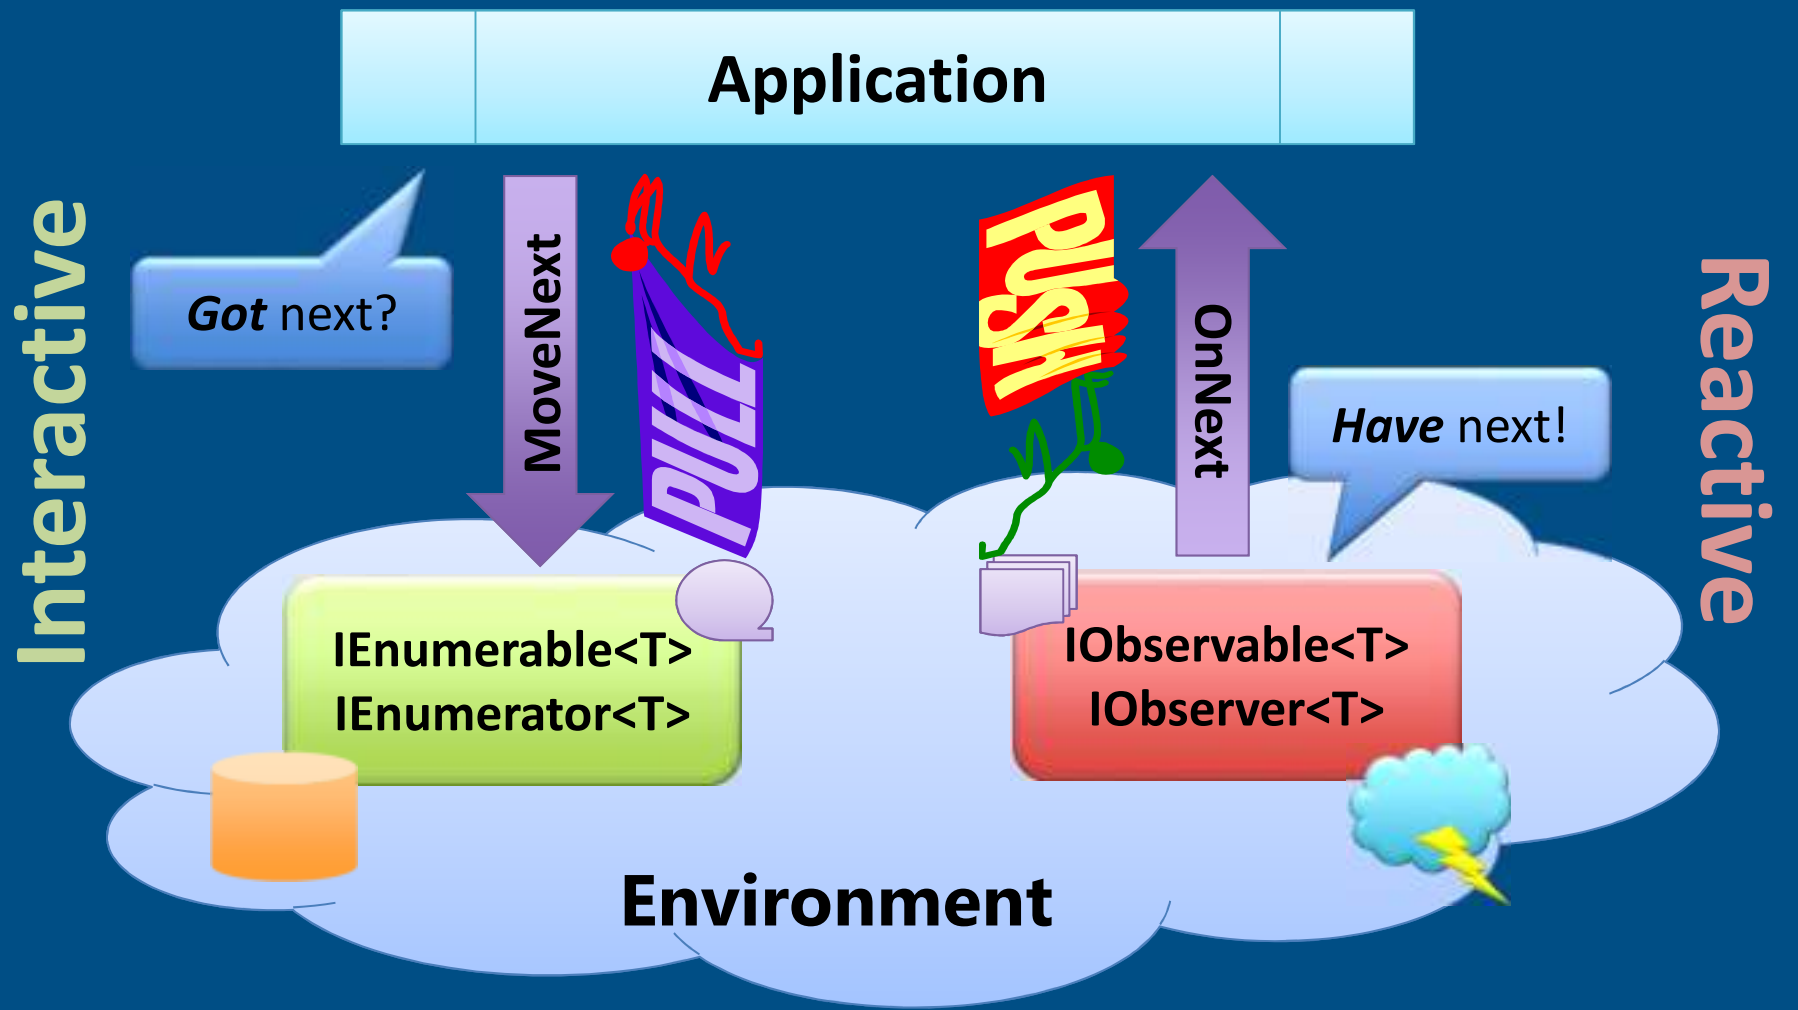 Application
Interactive
Got next?
MoveNext
PULL
PUSH
OnNext
Have next!
Reactive
IEnumerable<T>
IEnumerator<T>
IObservable<T>
IObserver<T>
Environment